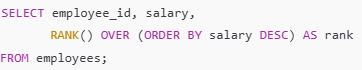 SELECT employee_id, salary,
       RANK() OVER (ORDER BY salary DESC) AS rank
FROM employees;